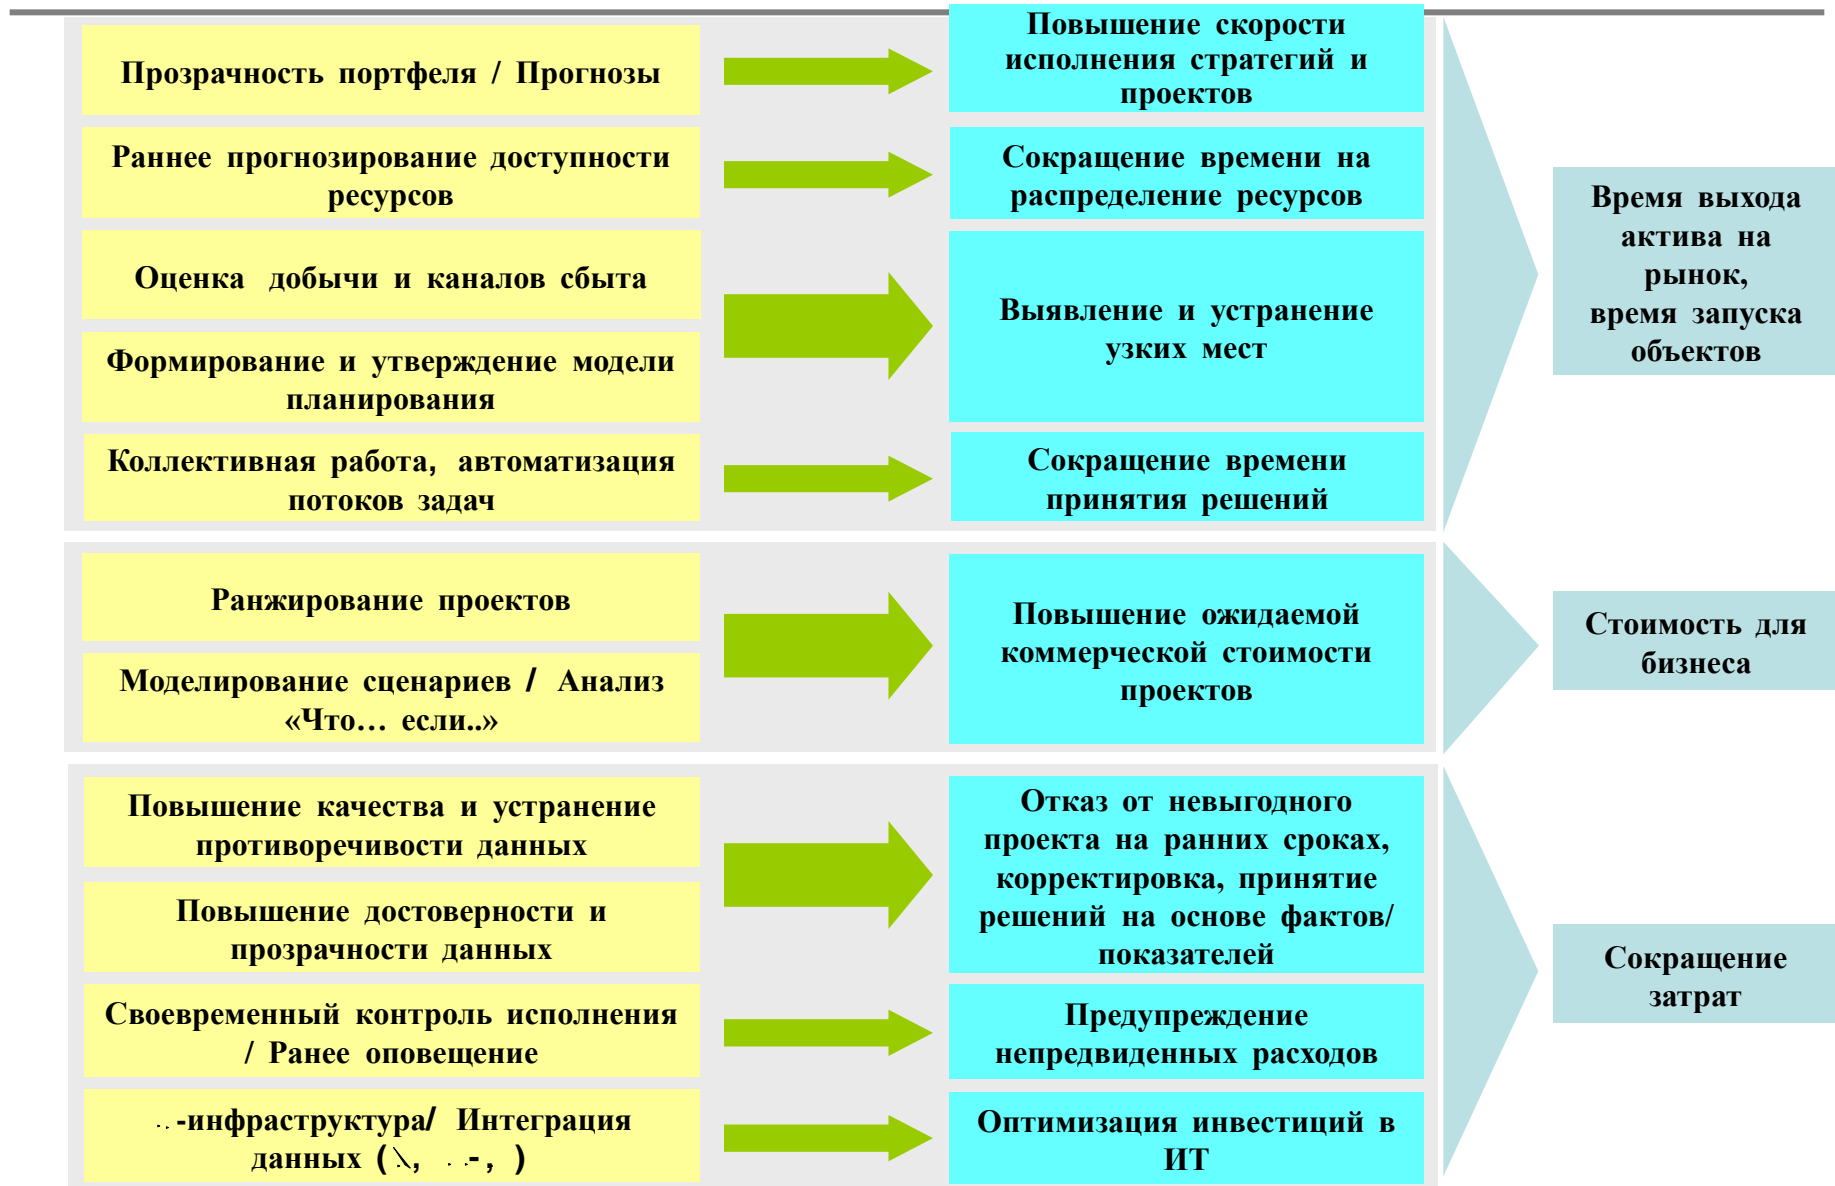 Прозрачность портфеля / Прогнозы
Повышение скорости
исполнения стратегий и
проектов
Раннее прогнозирование доступности
ресурсов
Сокращение времени на
распределение ресурсов
Оценка добычи и каналов сбыта
Формирование и утверждение модели
планирования
Выявление и устранение
узких мест
Коллективная работа, автоматизация
потоков задач
Сокращение времени
принятия решений
Время выхода
актива на
рынок,
время запуска
объектов
Ранжирование проектов
Моделирование сценариев / Анализ
«Что… если..»
Повышение ожидаемой
коммерческой стоимости
проектов
Стоимость для
бизнеса
Повышение качества и устранение
противоречивости данных
Повышение достоверности и
прозрачности данных
Отказ от невыгодного
проекта на ранних сроках,
корректировка, принятие
решений на основе фактов/
показателей
Своевременный контроль исполнения
/ Ранее оповещение
Предупреждение
непредвиденных расходов
-инфраструктура/ Интеграция
данных (
Оптимизация инвестиций в
ИТ
Сокращение
затрат